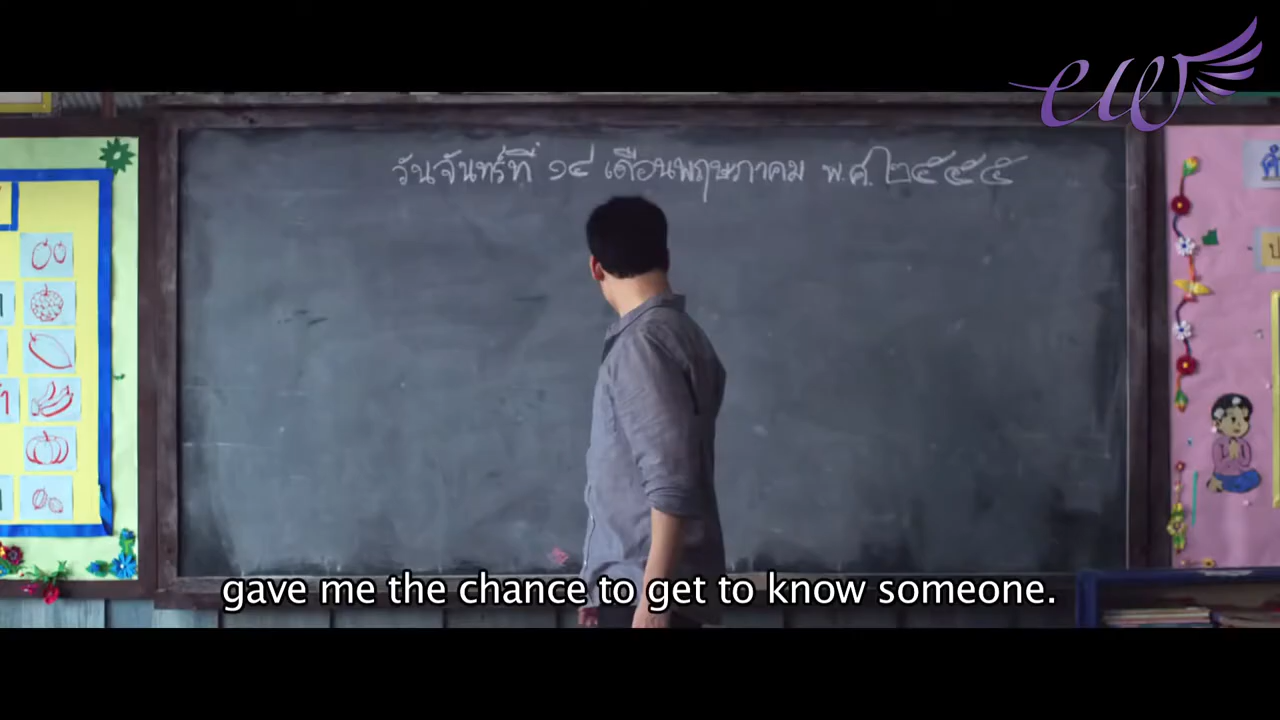 ew
วันจันทร์ที่ ๑๔ เดือนพฤษภาคม พ.ศ. ๒๕๕๕
gave me the chance to get to know someone.